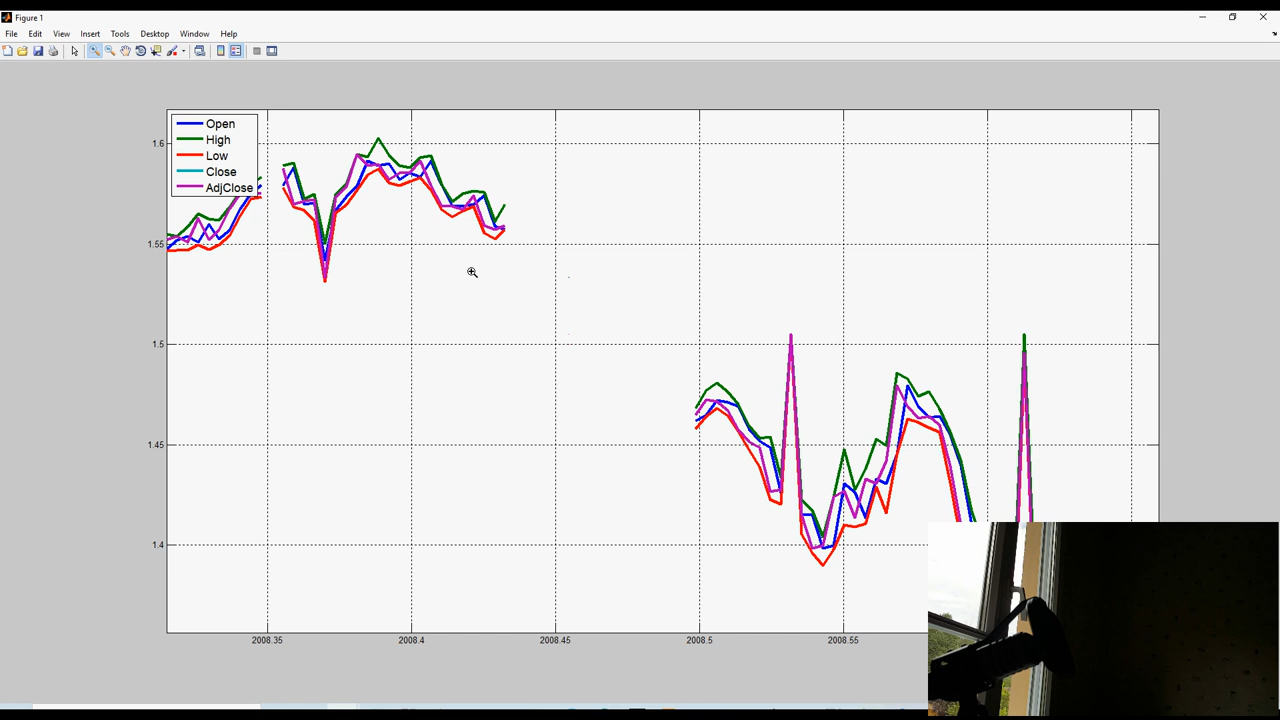 Figure 1
File Edit View Insert Tools Desktop Window Help
Open
High
Low
Close
AdjClose
1.6
1.55
1.5
1.45
1.4
2008.35 2008.4 2008.45 2008.5 2008.55